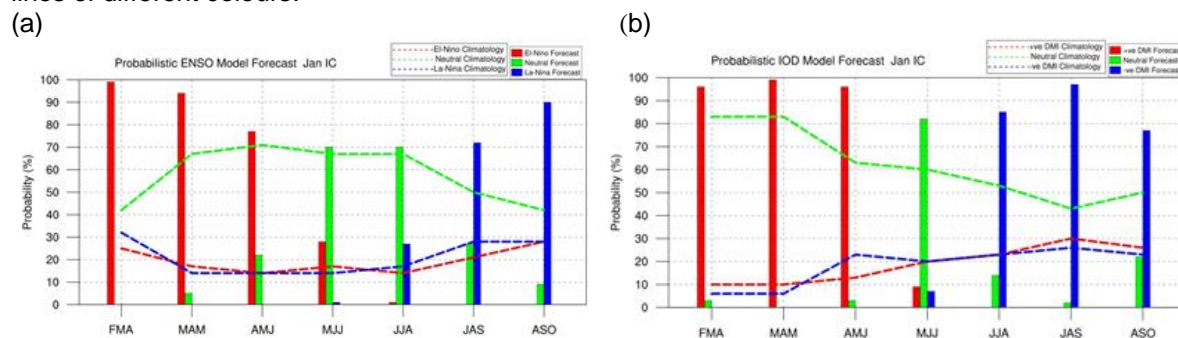 lines of different colours.
(a)
(b)
Probabilistic ENSO Model Forecast Jan IC
El-Nino Climatology
Neutral Climatology
La-Nina Climatology
El-Nino Forecast
Neutral Forecast
La-Nina Forecast
Probability (%)
100
90
80
70
60
50
40
30
20
10
0
FMA MAM AMJ MJJ JJA JAS ASO
Probabilistic IOD Model Forecast Jan IC
+ve DMI Climatology
Neutral Climatology
-ve DMI Climatology
+ve DMI Forecast
Neutral Forecast
-ve DMI Forecast
Probability (%)
100
90
80
70
60
50
40
30
20
10
0
FMA MAM AMJ MJJ JJA JAS ASO